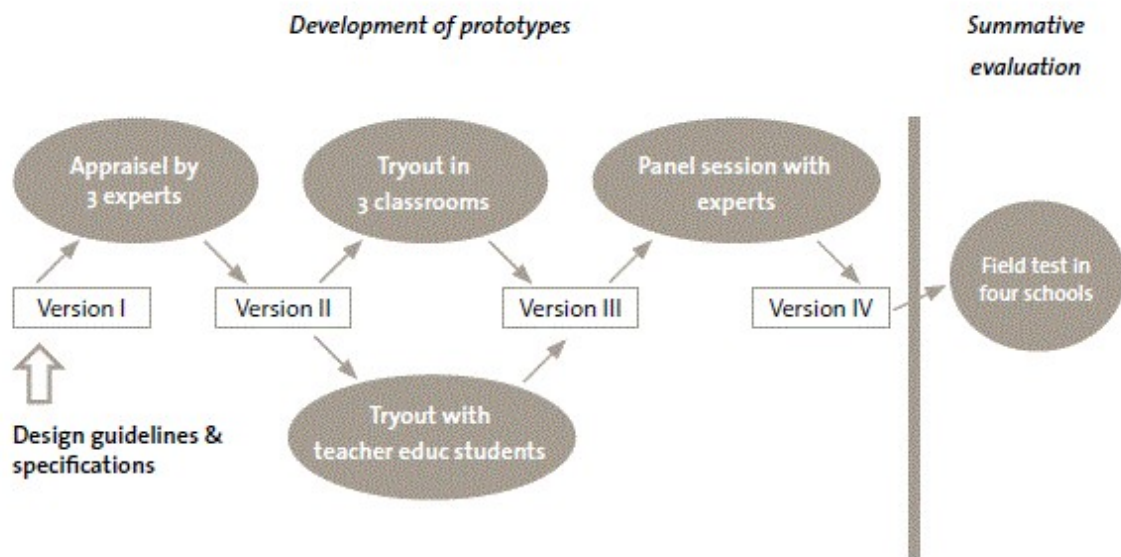 Development of prototypes
Summative
evaluation
Appraisel by
3 experts
Tryout in
3 classrooms
Panel session with
experts
Field test in
four schools
Version I
Version II
Version III
Version IV
Tryout with
teacher educ students
Design guidelines &
specifications